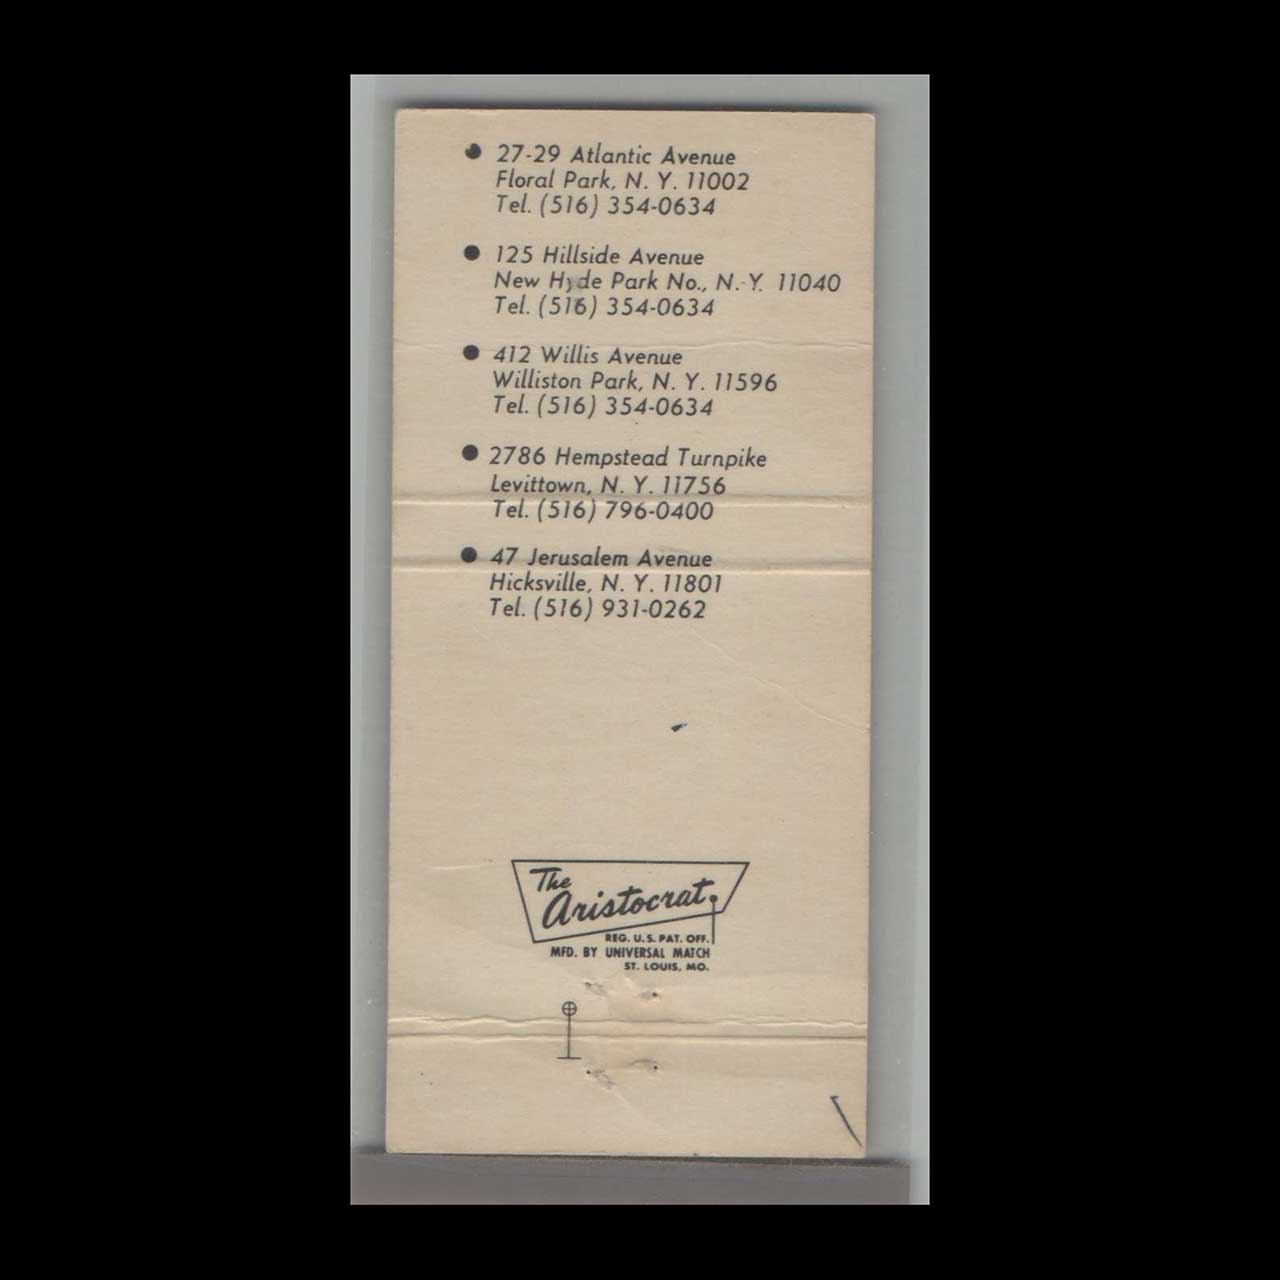 ● 27-29 Atlantic Avenue
Floral Park, N. Y. 11002
Tel. (516) 354-0634
● 125 Hillside Avenue
New Hyde Park No., N. Y. 11040
Tel. (516) 354-0634
● 412 Willis Avenue
Williston Park, N. Y. 11596
Tel. (516) 354-0634
● 2786 Hempstead Turnpike
Levittown, N. Y. 11756
Tel. (516) 796-0400
● 47 Jerusalem Avenue
Hicksville, N. Y. 11801
Tel. (516) 931-0262
The
Aristocrat
REG. U.S. PAT. OFF.
MFD. BY UNIVERSAL MATCH
ST. LOUIS, MO.